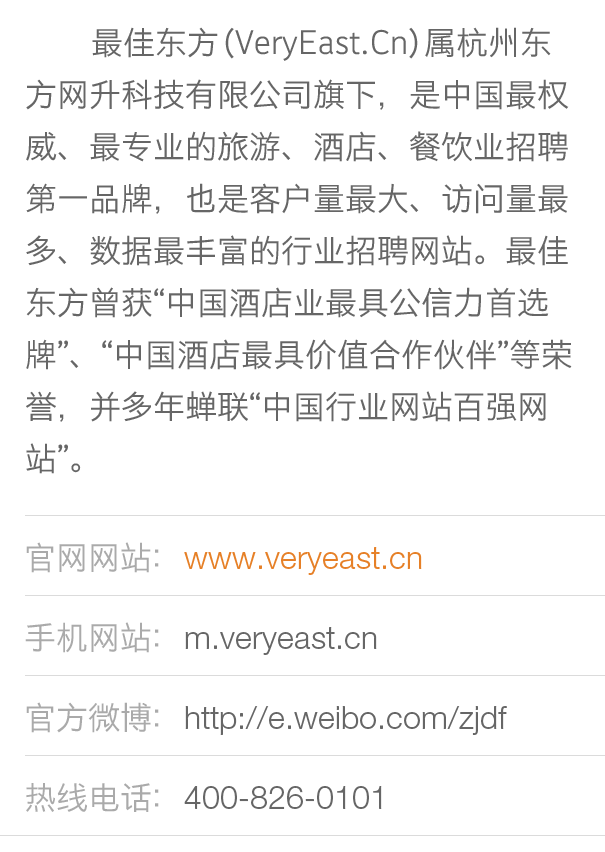 最佳东方(VeryEast.Cn)属杭州东
方网升科技有限公司旗下，是中国最权
威、最专业的旅游、酒店、餐饮业招聘
第一品牌，也是客户量最大、访问量最
多、数据最丰富的行业招聘网站。最佳
东方曾获“中国酒店业最具公信力首选
牌”、“中国酒店最具价值合作伙伴”等荣
誉，并多年蝉联“中国行业网站百强网
站”。
官网网站: www.veryeast.cn
手机网站: m.veryeast.cn
官方微博: http://e.weibo.com/zjdf
热线电话: 400-826-0101